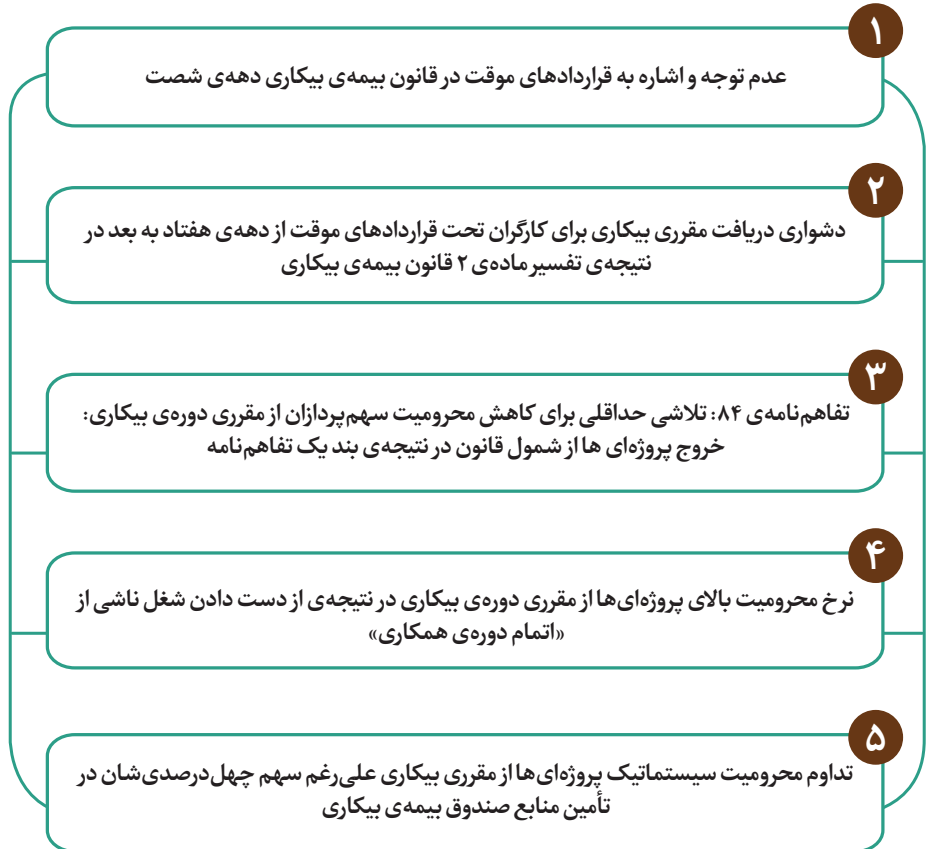 ۱
عدم توجه و اشاره به قراردادهای موقت در قانون بیمه‌ی بیکاری دهه‌ی شصت
۲
دشواری دریافت مقرری بیکاری برای کارگران تحت قراردادهای موقت از دهه‌ی هفتاد به بعد در
نتیجه‌ی تفسیر ماده‌ی ۲ قانون بیمه‌ی بیکاری
۳
تفاهم‌نامه‌ی ۸۴: تلاشی حداقلی برای کاهش محرومیت سهم‌پردازان از مقرری دوره‌ی بیکاری:
خروج پروژه‌ای ها از شمول قانون در نتیجه‌ی بند یک تفاهم‌نامه
۴
نرخ محرومیت بالای پروژه‌ای‌ها از مقرری دوره‌ی بیکاری در نتیجه‌ی از دست دادن شغل ناشی از
«اتمام دوره‌ی همکاری»
۵
تداوم محرومیت سیستماتیک پروژه‌ای‌ها از مقرری بیکاری علی‌رغم سهم چهل‌درصدی‌شان در
تأمین منابع صندوق بیمه‌ی بیکاری